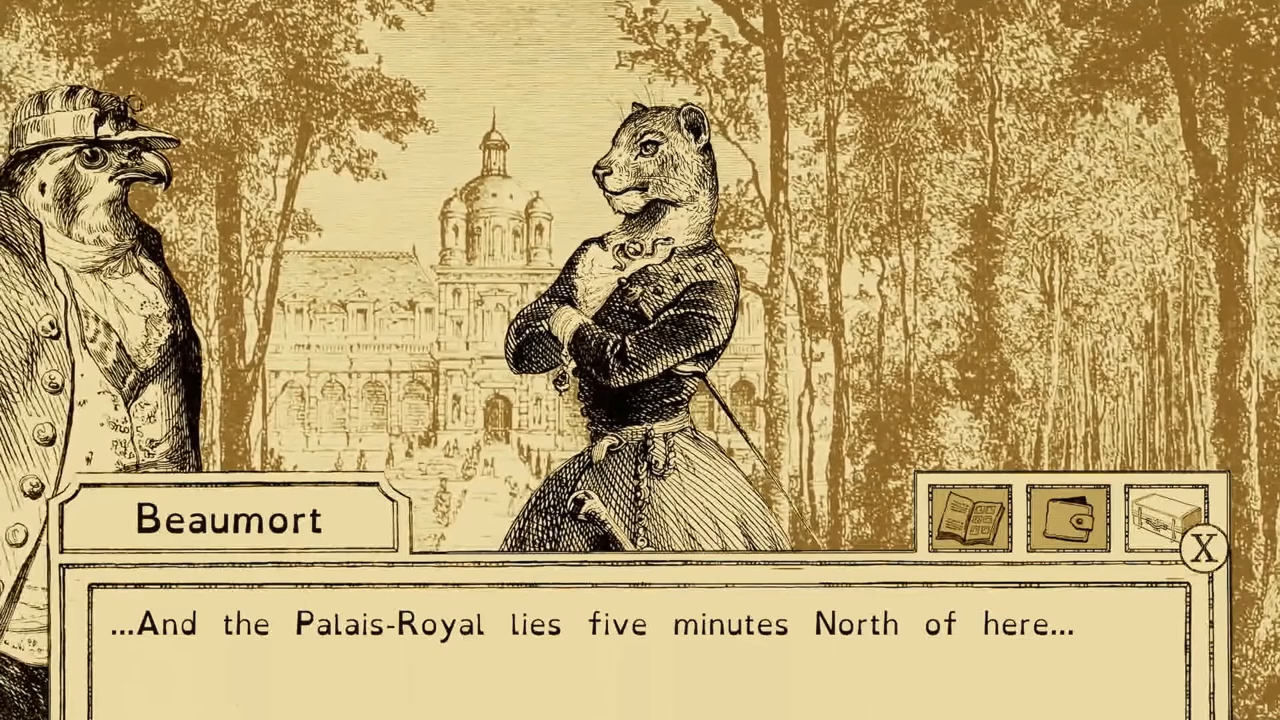 Beaumort
X
...And the Palais-Royal lies five minutes North of here...